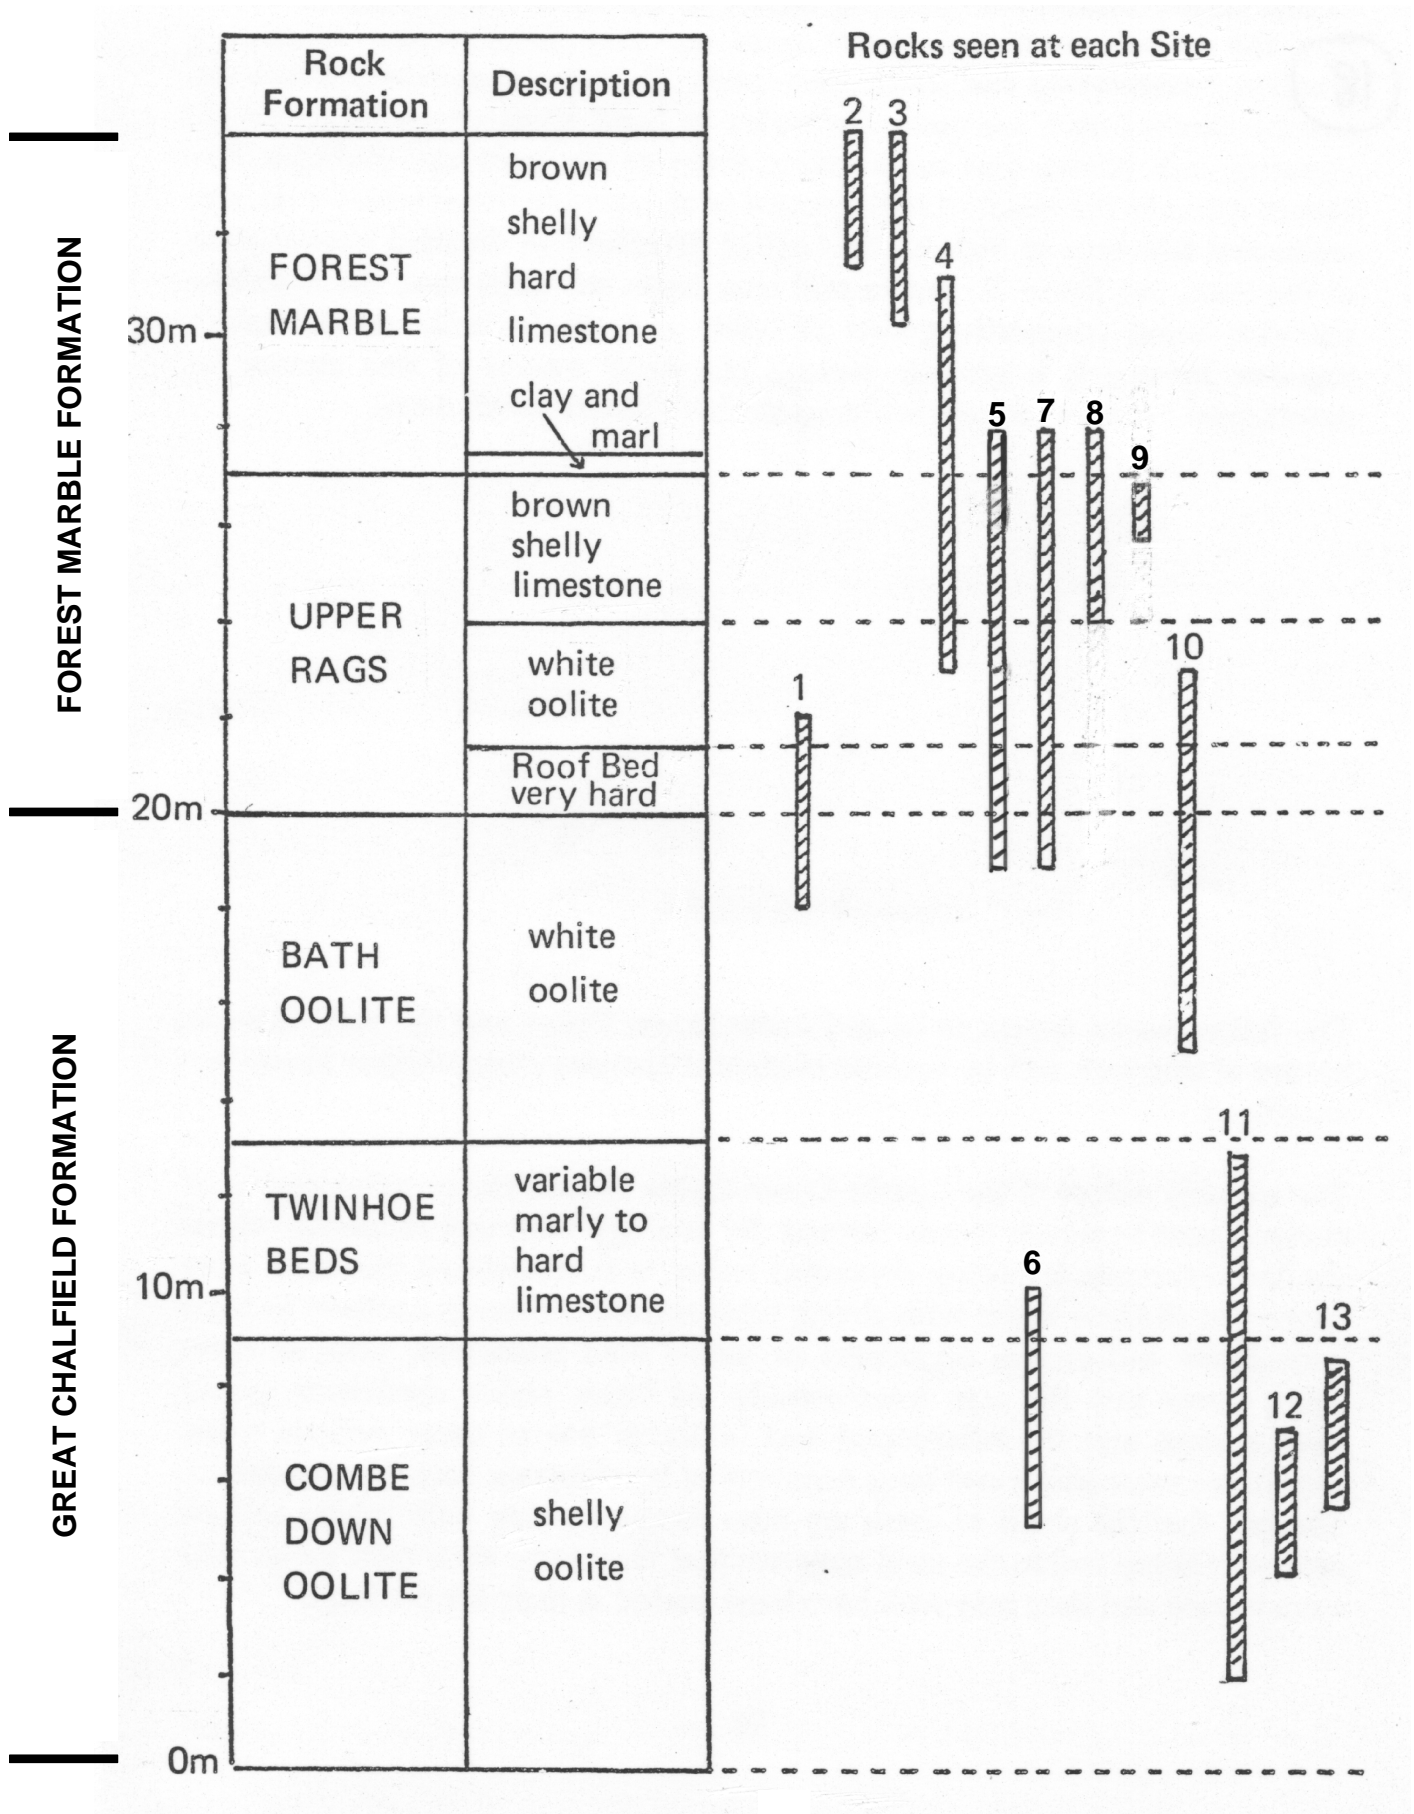 Rock
Formation
Description
Rocks seen at each Site
FOREST MARBLE FORMATION
GREAT CHALFIELD FORMATION
30m
20m
10m
0m
FOREST
MARBLE
brown
shelly
hard
limestone
clay and
marl
UPPER
RAGS
brown
shelly
limestone
white
oolite
Roof Bed
very hard
BATH
OOLITE
white
oolite
TWINHOE
BEDS
variable
marly to
hard
limestone
COMBE
DOWN
OOLITE
shelly
oolite
2 3
4
5 7 8
9
10
1
11
6
13
12